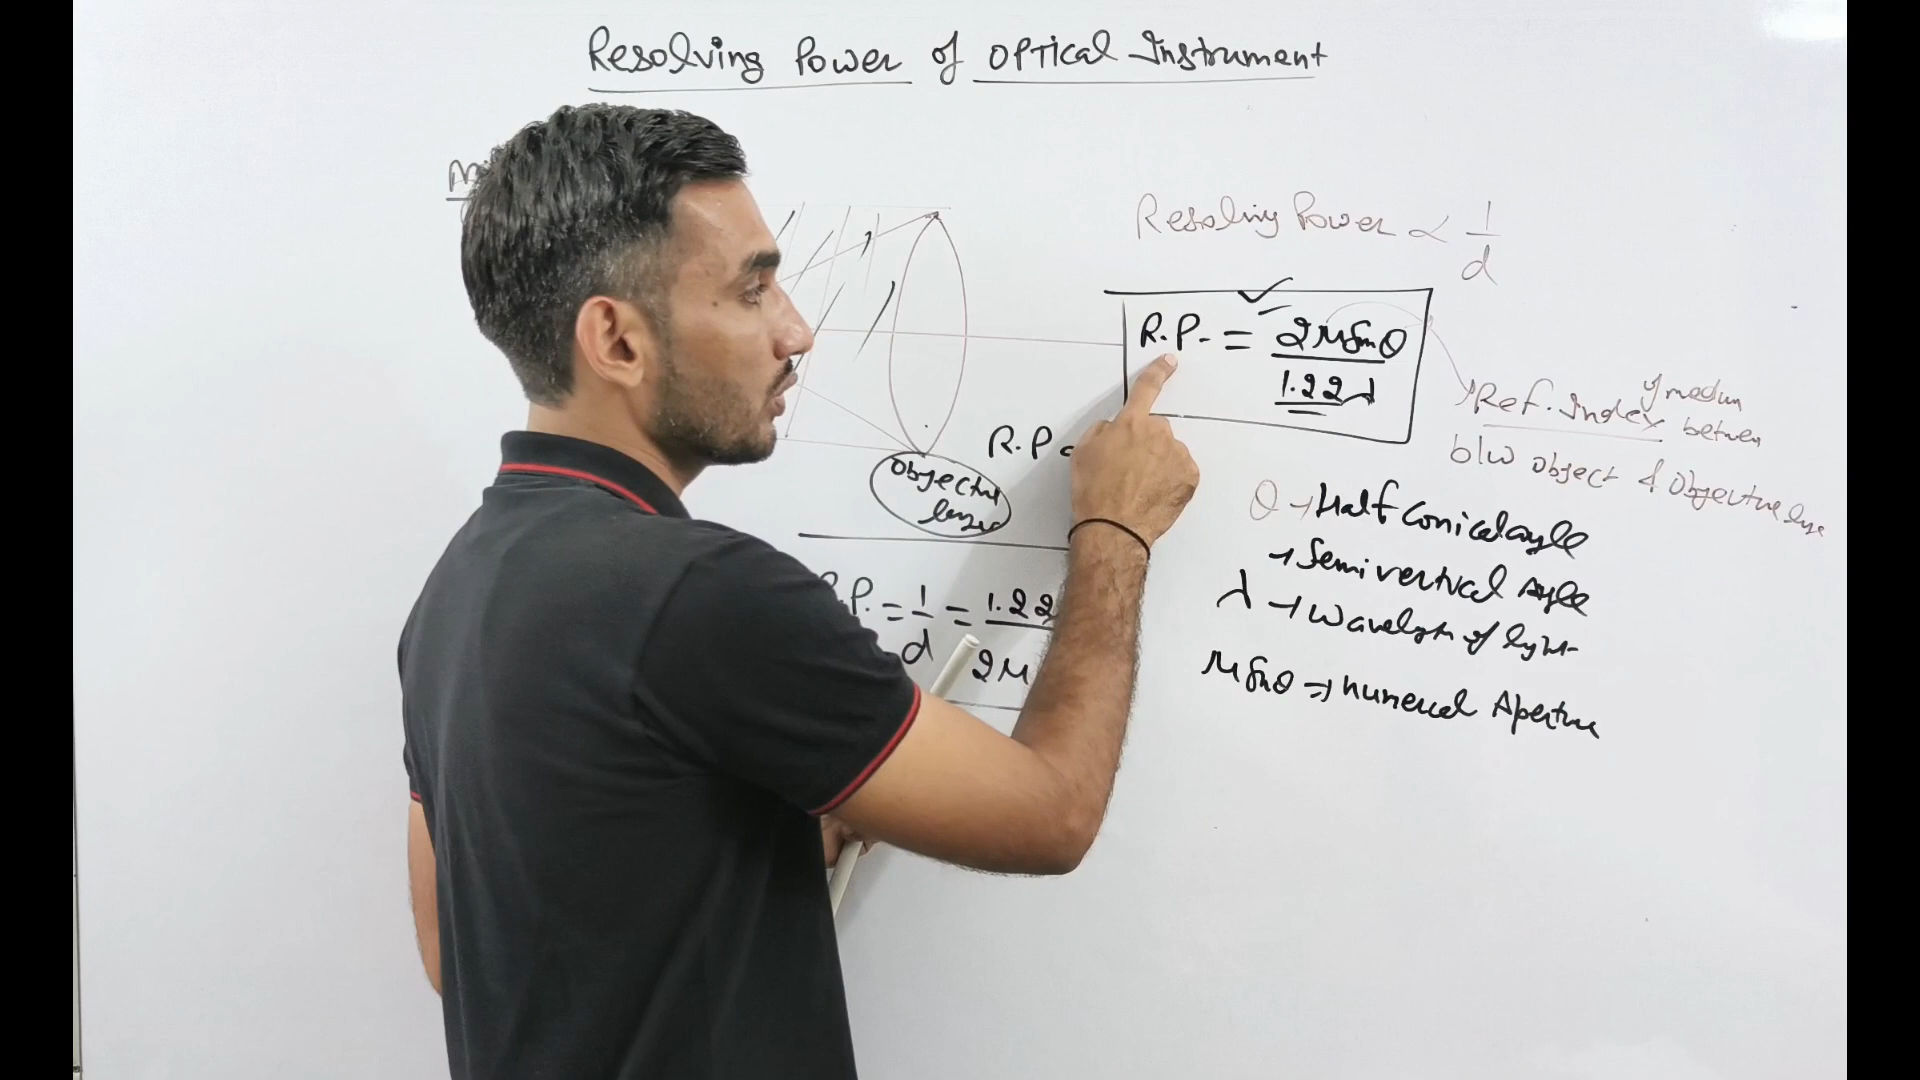 Resolving Power of Optical Instrument
Resolving Power ∝ 1/d
R.P. = 2μSinθ / 1.22λ
Ref. Index of medium between
b/w object & Objective lens
R.P
Objective lens
θ → Half Conical angle
→ Semi vertical Angle
λ → Wavelength of light
μ Sinθ ⇒ numerical Aperture
P. = 1/d = 1.22 / 2μ